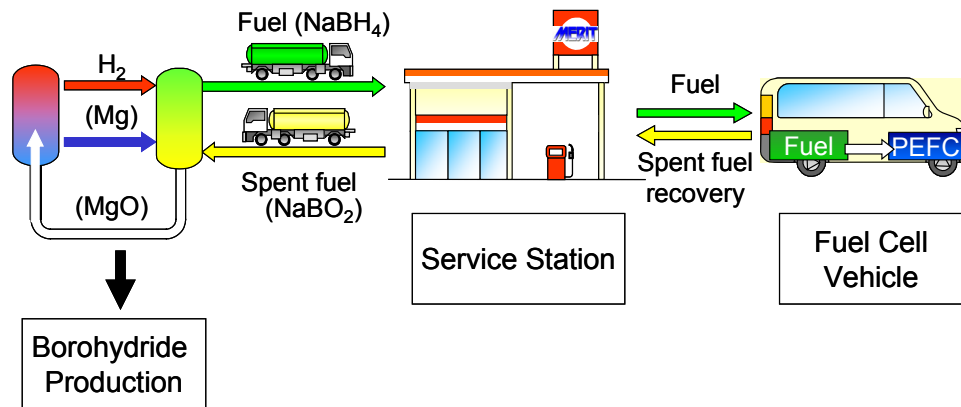 Fuel (NaBH₄)
H₂
(Mg)
(MgO)
Spent fuel
(NaBO₂)
MERIT
Fuel
Spent fuel
recovery
Fuel
PEFC
Service Station
Fuel Cell
Vehicle
Borohydride
Production